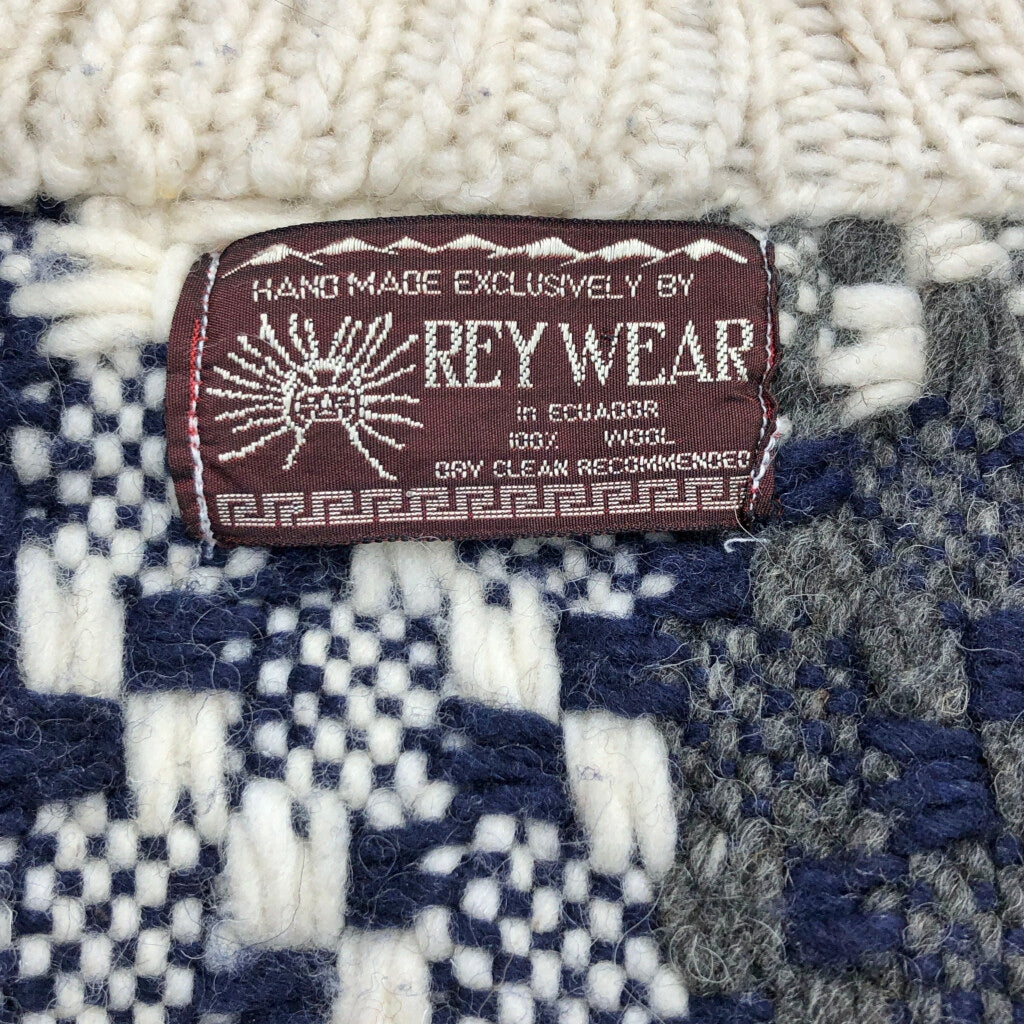 HAND MADE EXCLUSIVELY BY
REY WEAR
in ECUADOR
100% WOOL
DRY CLEAN RECOMMENDED